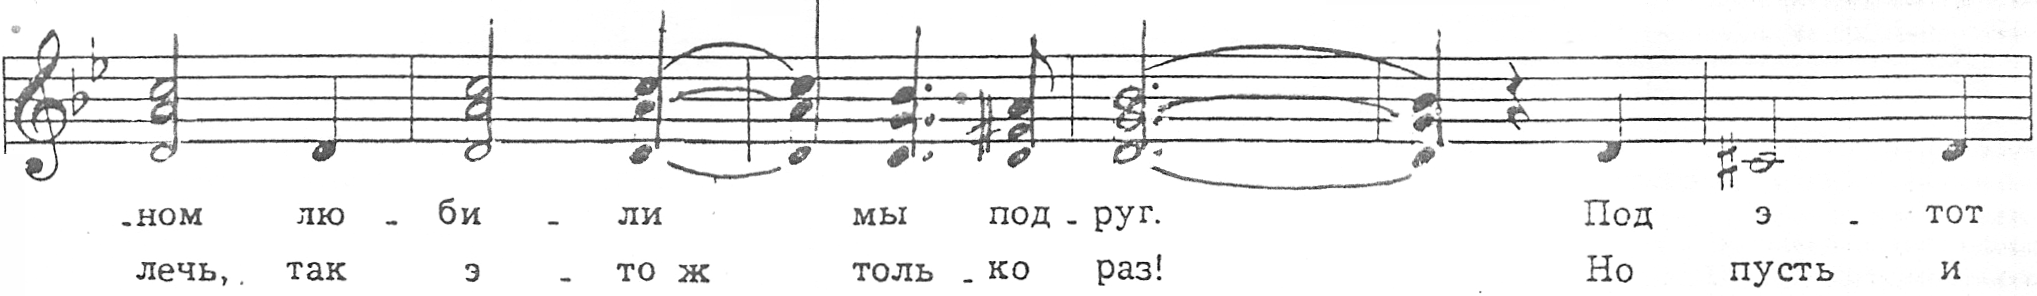 -ном лю - би - ли мы под - руг. Под э - тот
лечь, так э - то ж толь - ко раз! Но пусть и